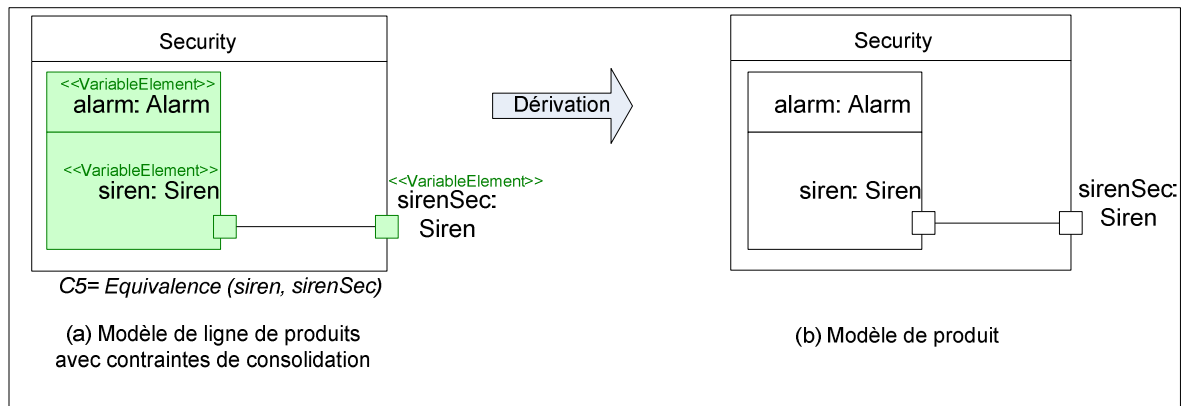 Security
<<VariableElement>>
alarm: Alarm
<<VariableElement>>
siren: Siren
<<VariableElement>>
sirenSec:
Siren
C5= Equivalence (siren, sirenSec)
(a) Modèle de ligne de produits
avec contraintes de consolidation
Dérivation
Security
alarm: Alarm
siren: Siren
sirenSec:
Siren
(b) Modèle de produit